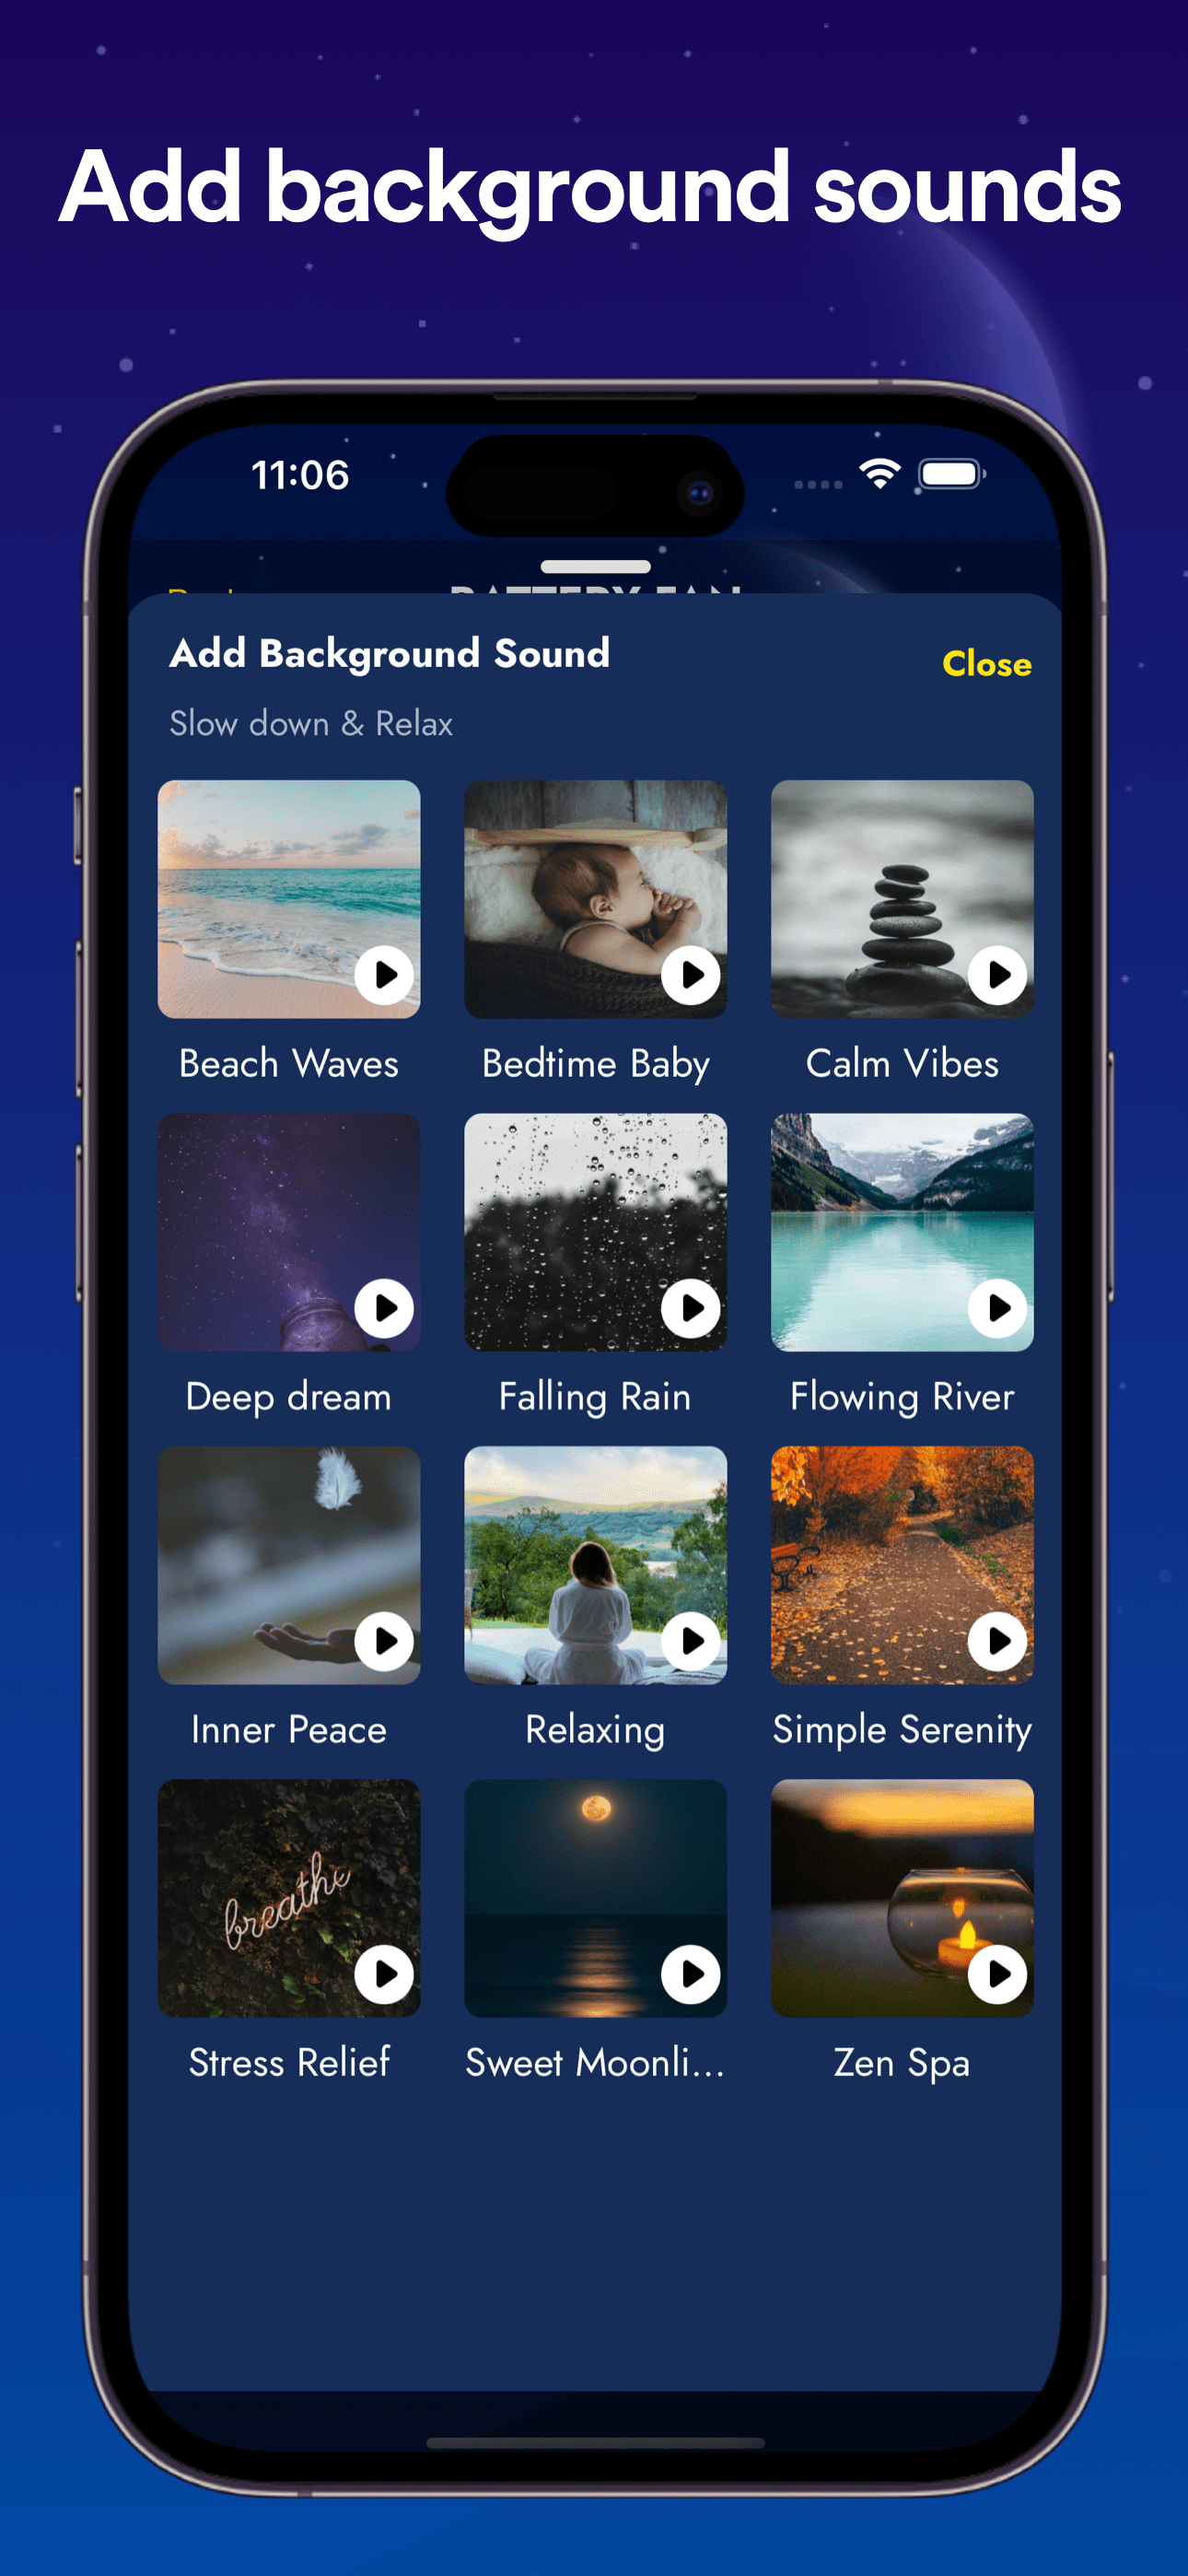 Add background sounds
11:06
BATTERY FAN
Add Background Sound
Close
Slow down & Relax
Beach Waves
Bedtime Baby
Calm Vibes
Deep dream
Falling Rain
Flowing River
Inner Peace
Relaxing
Simple Serenity
breathe
Stress Relief
Sweet Moonli...
Zen Spa